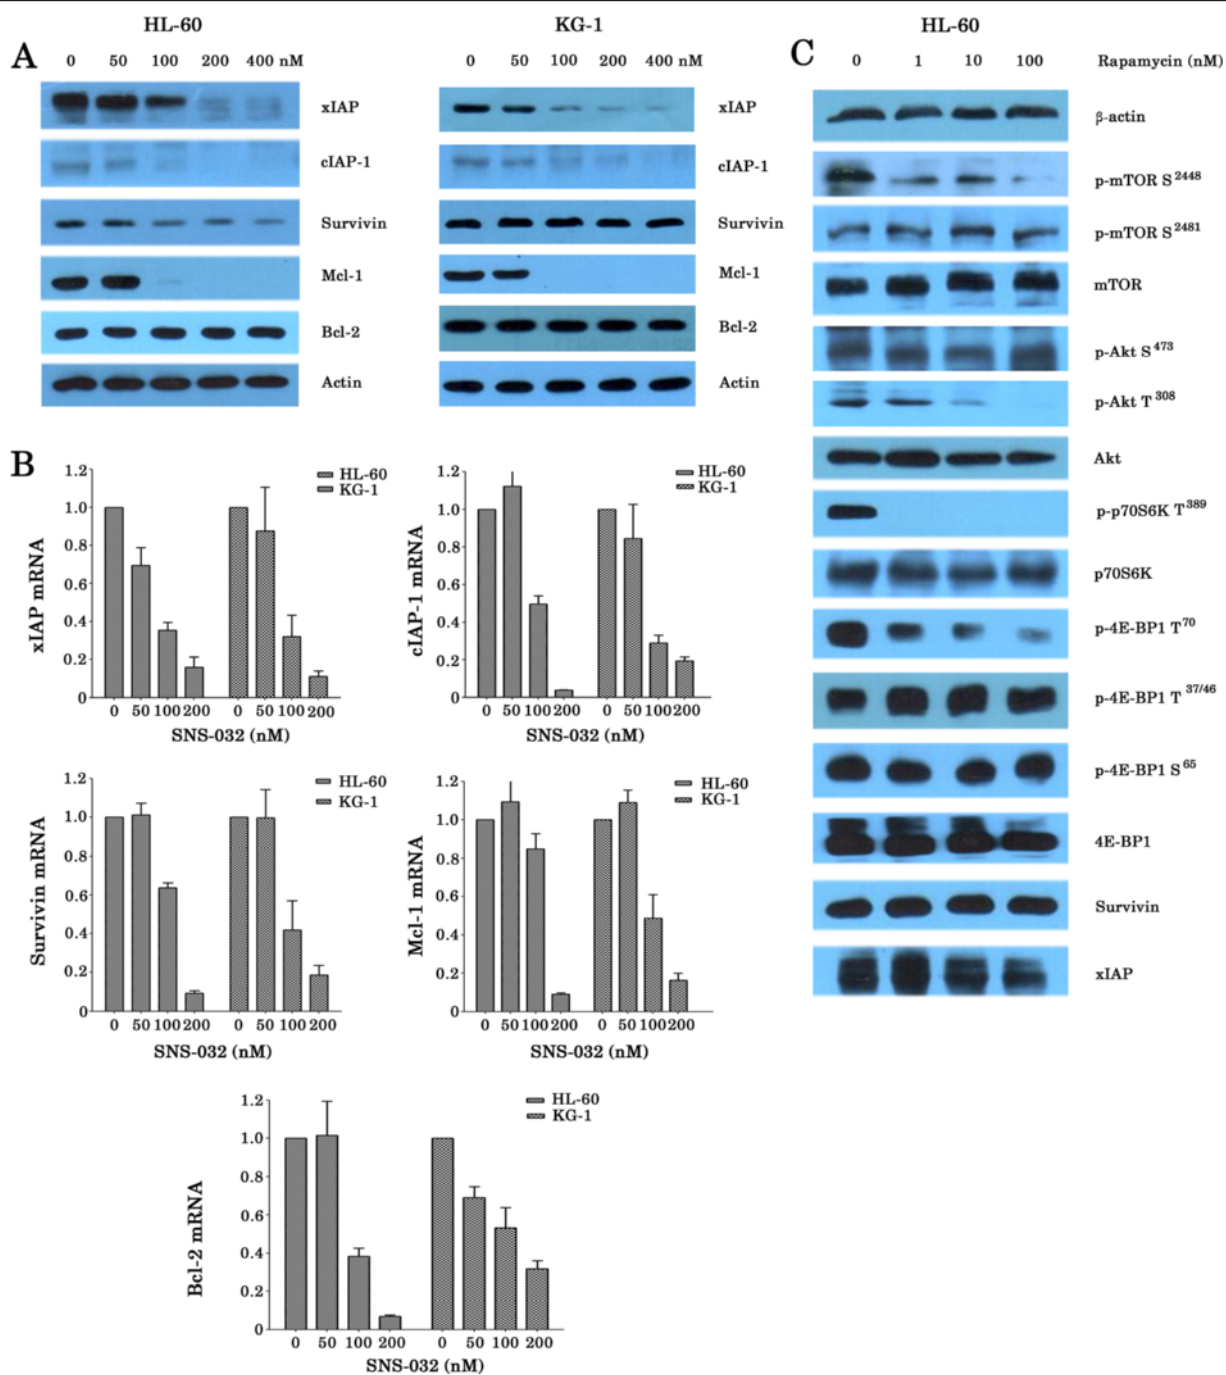 HL-60
KG-1
HL-60
A
0 50 100 200 400 nM
0 50 100 200 400 nM
C
0 1 10 100 Rapamycin (nM)
xIAP
cIAP-1
Survivin
Mcl-1
Bcl-2
Actin
xIAP
cIAP-1
Survivin
Mcl-1
Bcl-2
Actin
β-actin
p-mTOR S2448
p-mTOR S2481
mTOR
p-Akt S473
p-Akt T308
Akt
p-p70S6K T389
p70S6K
p-4E-BP1 T70
p-4E-BP1 T37/46
p-4E-BP1 S65
4E-BP1
Survivin
xIAP
B
xIAP mRNA
1.2
1.0
0.8
0.6
0.4
0.2
0
HL-60
KG-1
0 50 100 200 0 50 100 200
SNS-032 (nM)
cIAP-1 mRNA
1.2
1.0
0.8
0.6
0.4
0.2
0
HL-60
KG-1
0 50 100 200 0 50 100 200
SNS-032 (nM)
Survivin mRNA
1.2
1.0
0.8
0.6
0.4
0.2
0
HL-60
KG-1
0 50 100 200 0 50 100 200
SNS-032 (nM)
Mcl-1 mRNA
1.2
1.0
0.8
0.6
0.4
0.2
0
HL-60
KG-1
0 50 100 200 0 50 100 200
SNS-032 (nM)
Bcl-2 mRNA
1.2
1.0
0.8
0.6
0.4
0.2
0
HL-60
KG-1
0 50 100 200 0 50 100 200
SNS-032 (nM)